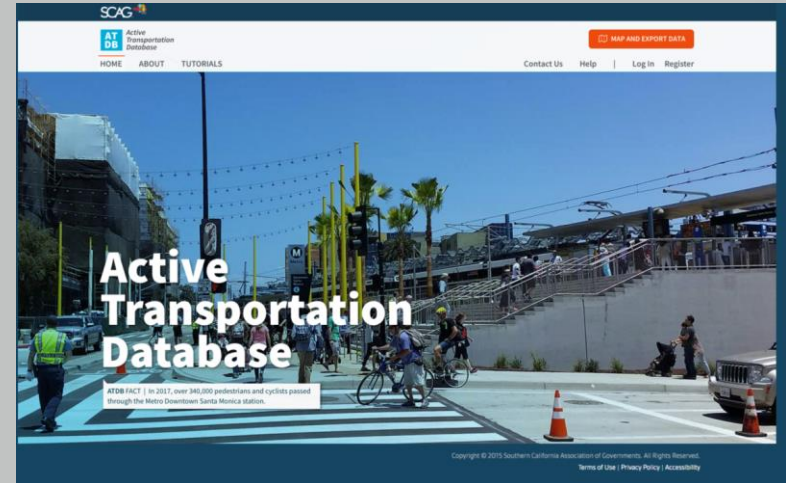 SCAG
AT DB
Active
Transportation
Database
MAP AND EXPORT DATA
HOME ABOUT TUTORIALS
Contact Us Help | Log In Register
M
Active
Transportation
Database
ATDB FACT | In 2017, over 340,000 pedestrians and cyclists passed
through the Metro Downtown Santa Monica station.
Copyright © 2015 Southern California Association of Governments. All Rights Reserved.
Terms of Use | Privacy Policy | Accessibility